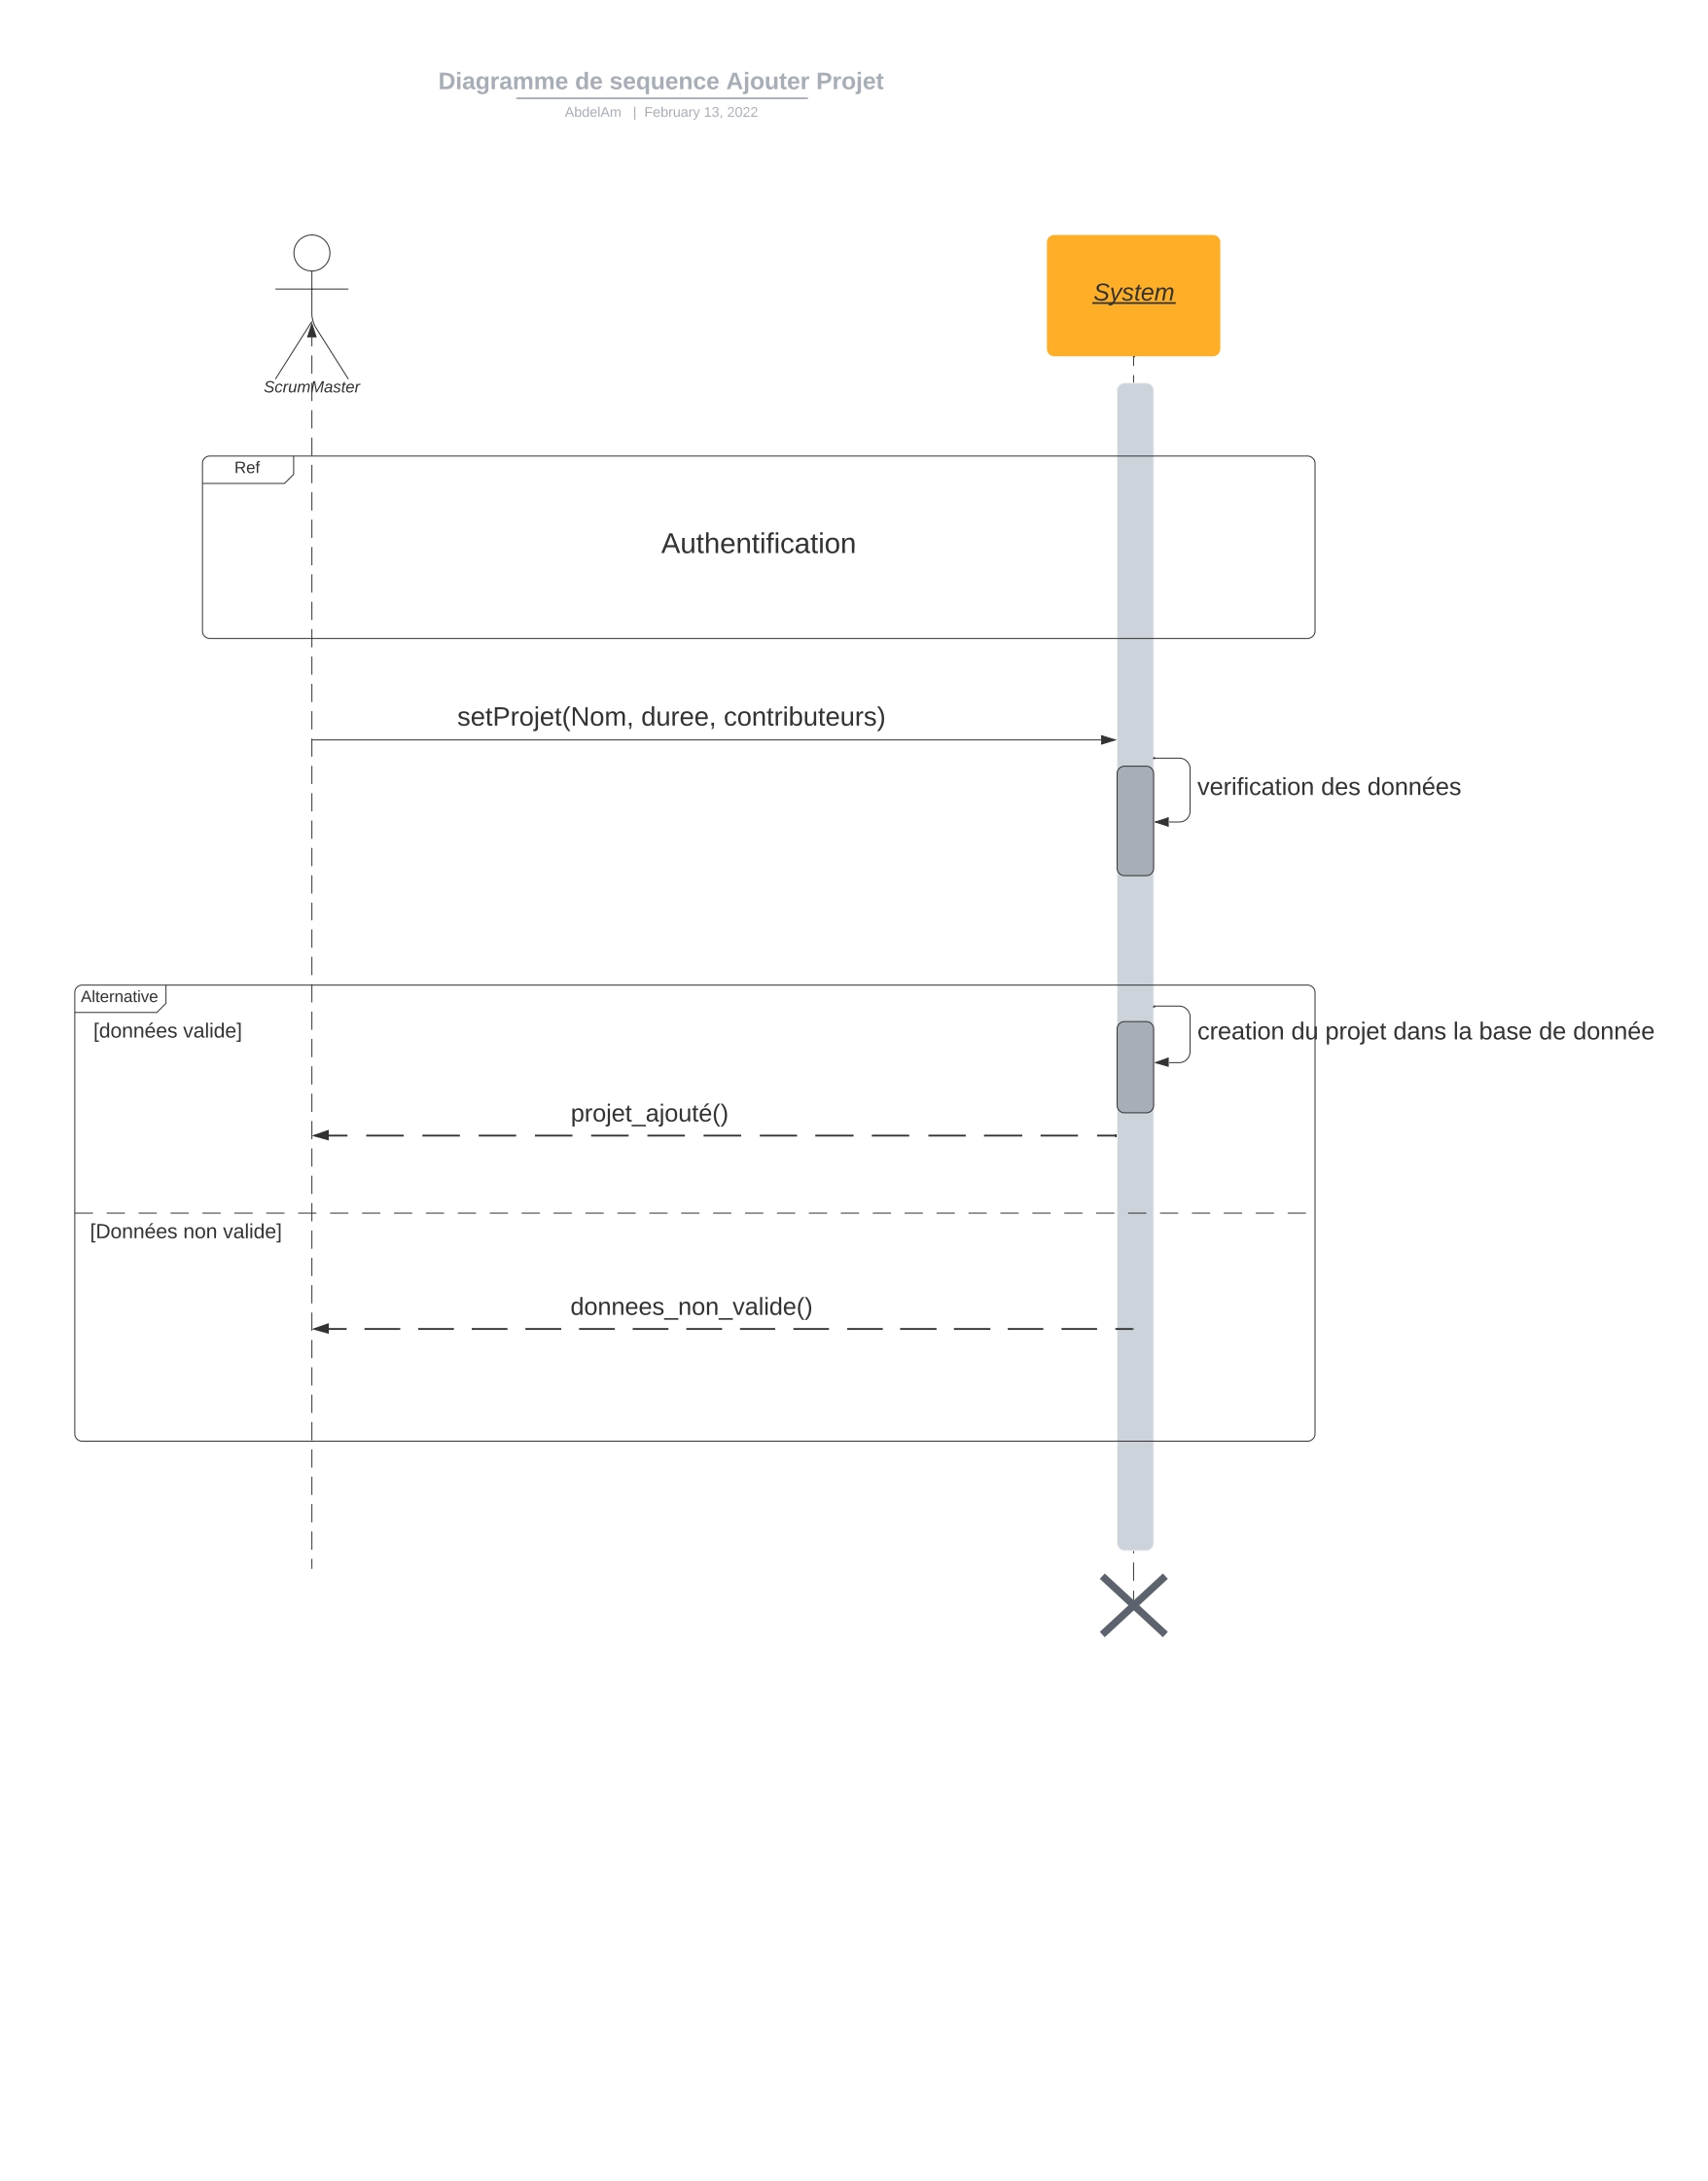 Diagramme de sequence Ajouter Projet
AbdelAm | February 13, 2022
System
ScrumMaster
Ref
Authentification
setProjet(Nom, duree, contributeurs)
verification des données
Alternative
[données valide]
creation du projet dans la base de donnée
projet_ajouté()
[Données non valide]
donnees_non_valide()